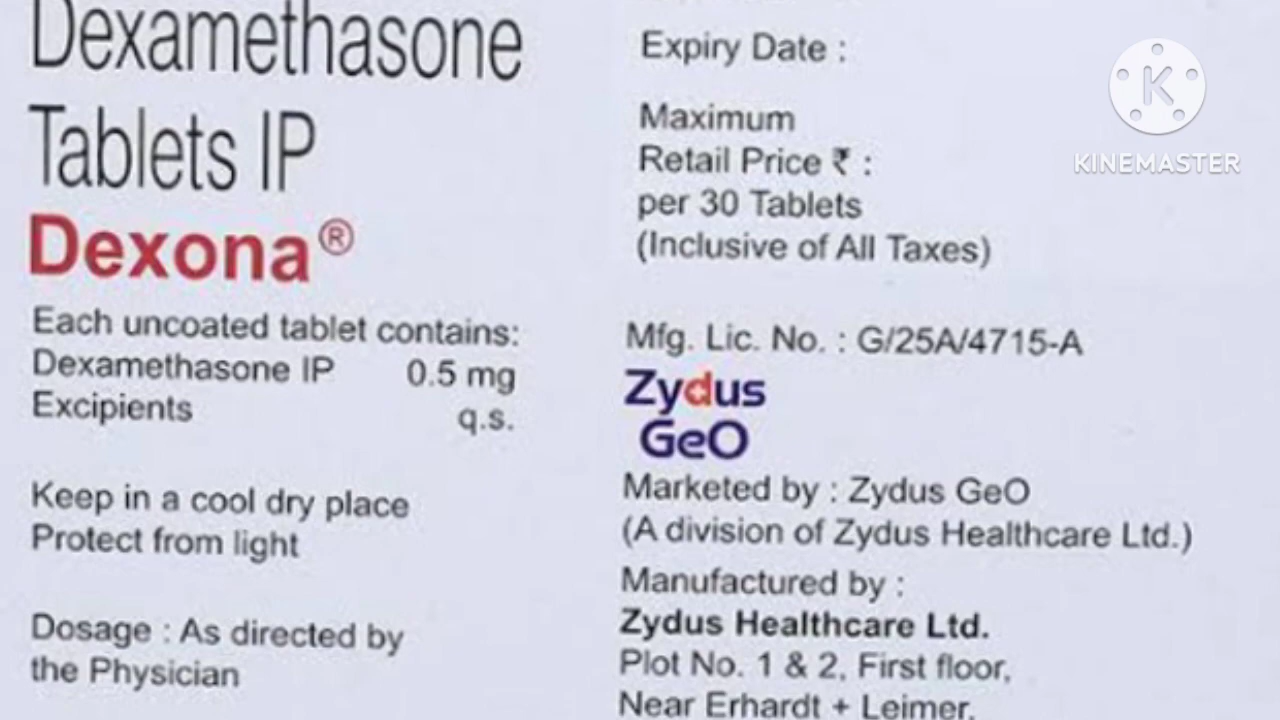 Dexamethasone
Tablets IP
Dexona®
Each uncoated tablet contains:
Dexamethasone IP 0.5 mg
Excipients q.s.
Keep in a cool dry place
Protect from light
Dosage : As directed by
the Physician
Expiry Date :
Maximum
Retail Price ₹ :
per 30 Tablets
(Inclusive of All Taxes)
Mfg. Lic. No. : G/25A/4715-A
Zydus
GeO
Marketed by : Zydus GeO
(A division of Zydus Healthcare Ltd.)
Manufactured by :
Zydus Healthcare Ltd.
Plot No. 1 & 2, First floor,
Near Erhardt + Leimer,
K
KINEMASTER